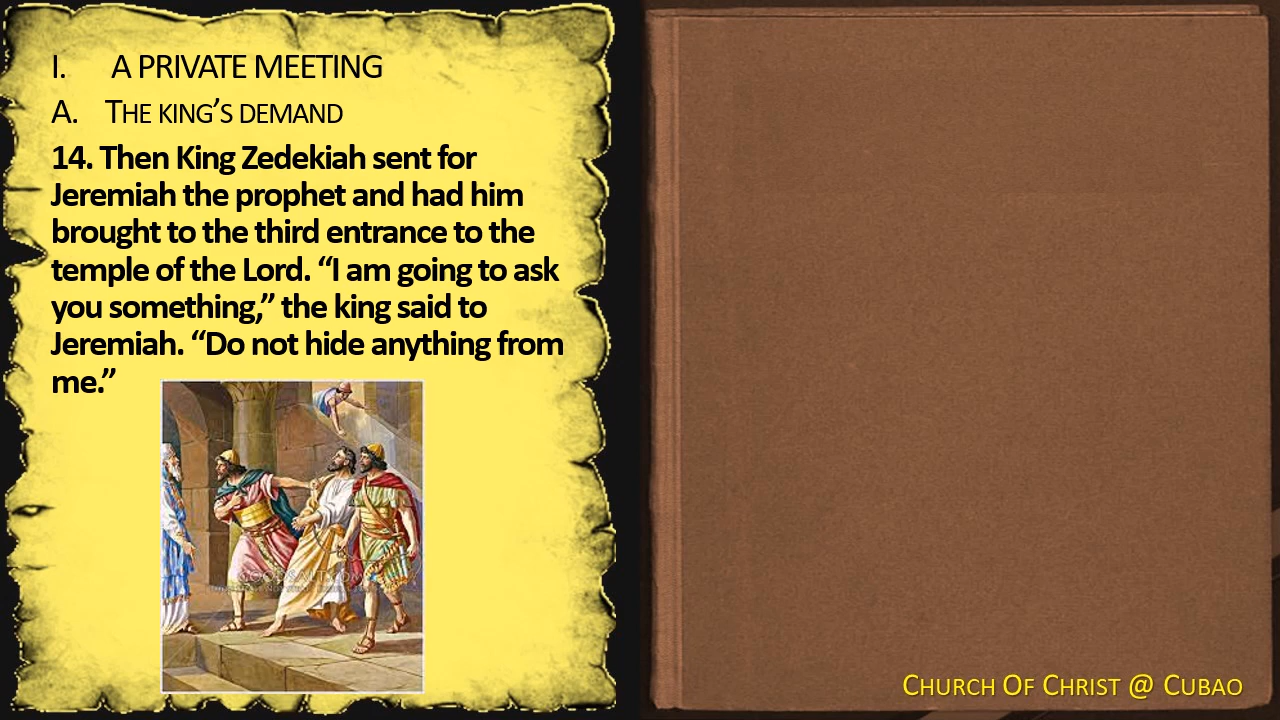 I. A PRIVATE MEETING
A. THE KING’S DEMAND
14. Then King Zedekiah sent for
Jeremiah the prophet and had him
brought to the third entrance to the
temple of the Lord. “I am going to ask
you something,” the king said to
Jeremiah. “Do not hide anything from
me.”
CHURCH OF CHRIST @ CUBAO